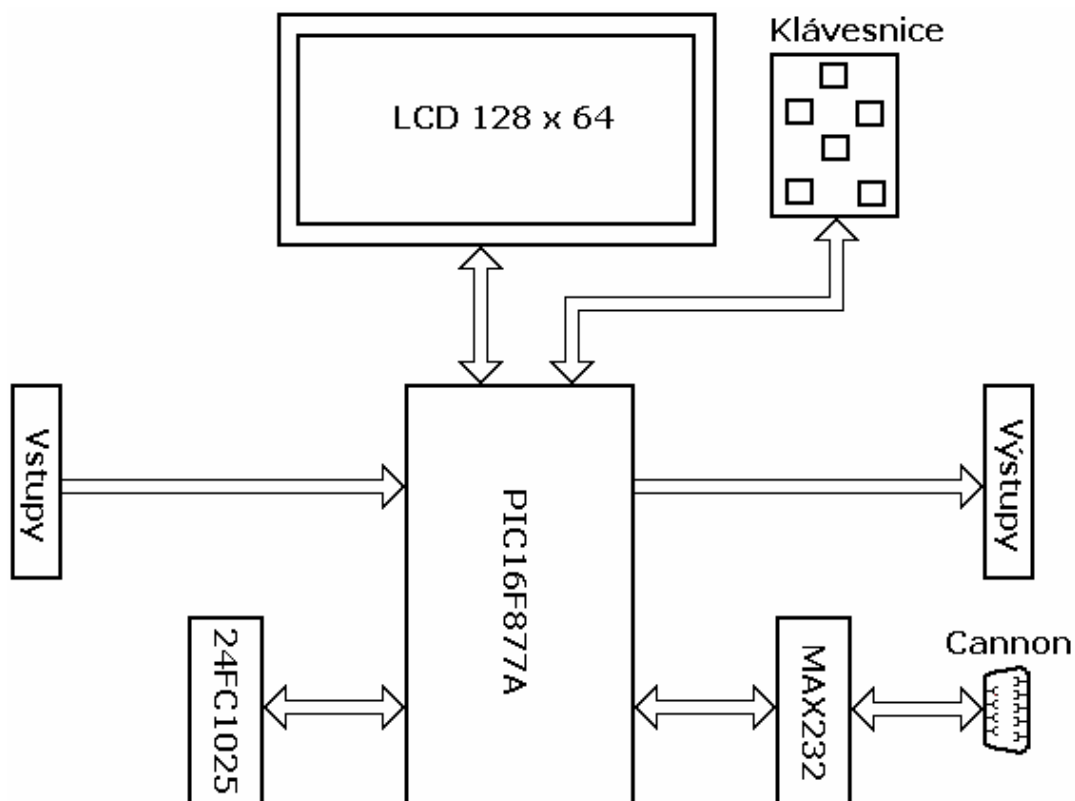 Klávesnice
LCD 128 x 64
Vstupy
PIC16F877A
Výstupy
24FC1025
MAX232
Cannon